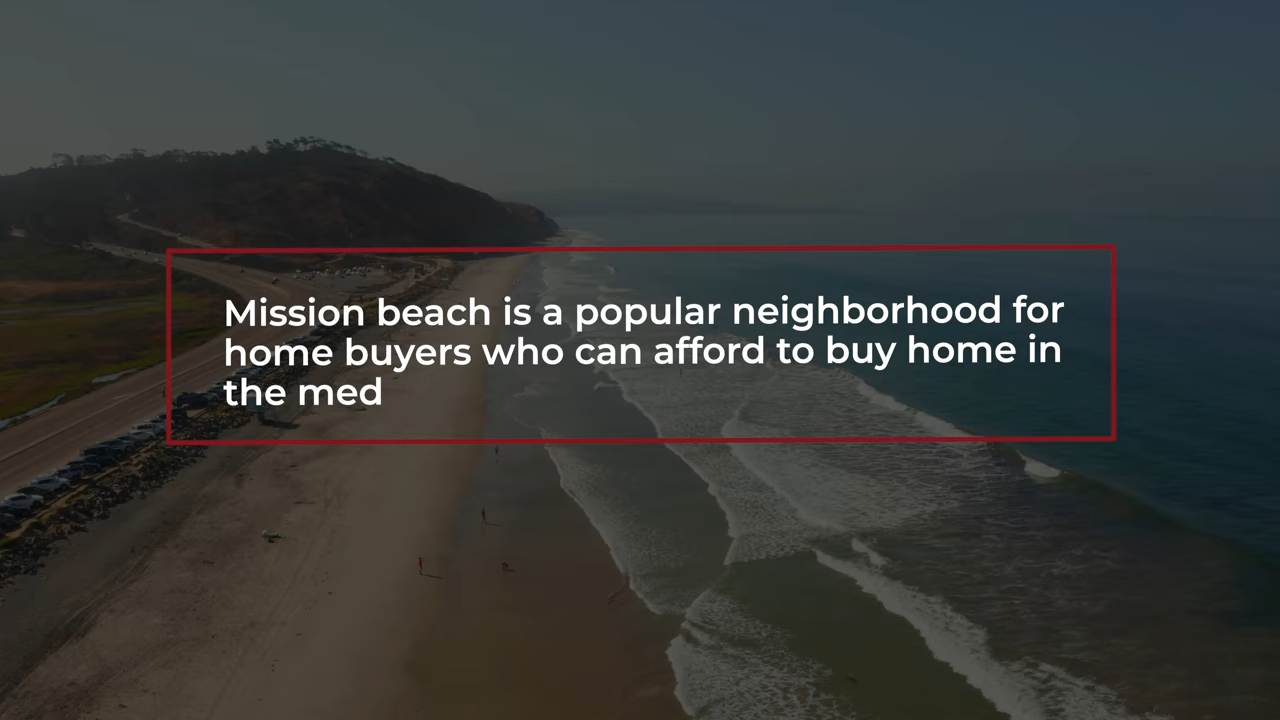 Mission beach is a popular neighborhood for
home buyers who can afford to buy home in
the med